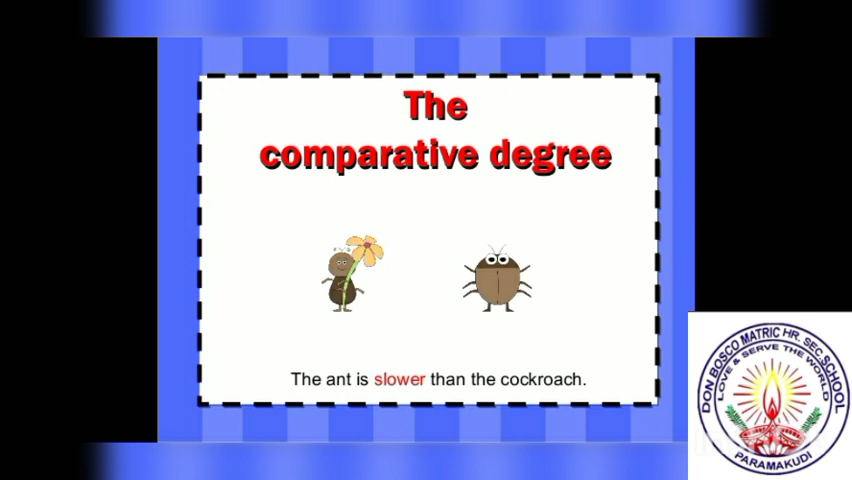 The
comparative degree
The ant is slower than the cockroach.
DON BOSCO MATRIC HR. SEC. SCHOOL
LOVE & SERVE THE WORLD
PARAMAKUDI